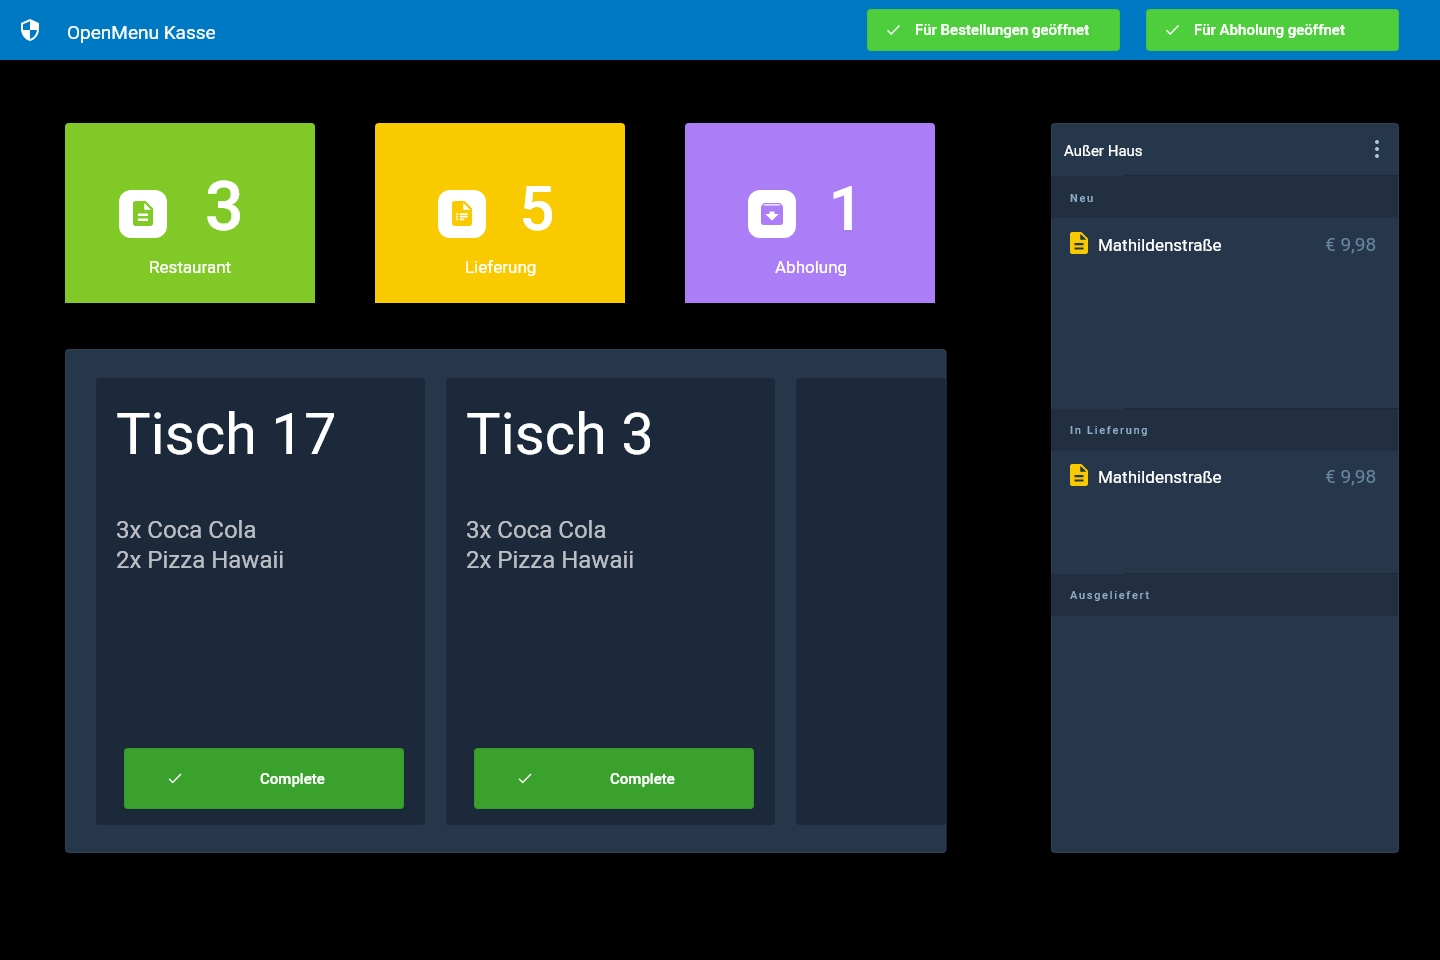 OpenMenu Kasse
Für Bestellungen geöffnet
Für Abholung geöffnet
3
Restaurant
5
Lieferung
1
Abholung
Tisch 17
3x Coca Cola
2x Pizza Hawaii
Complete
Tisch 3
3x Coca Cola
2x Pizza Hawaii
Complete
Außer Haus
Neu
Mathildenstraße € 9,98
In Lieferung
Mathildenstraße € 9,98
Ausgeliefert